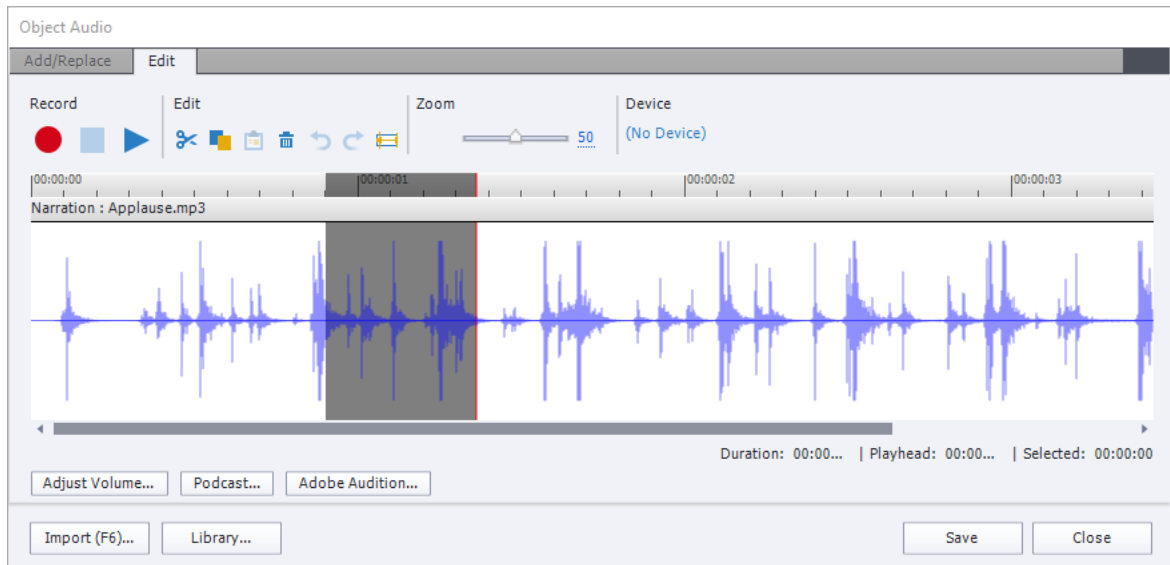 Object Audio
Add/Replace Edit
Record Edit Zoom Device
50 (No Device)
00:00:00 00:00:01 00:00:02 00:00:03
Narration : Applause.mp3
Duration: 00:00... | Playhead: 00:00... | Selected: 00:00:00
Adjust Volume... Podcast... Adobe Audition...
Import (F6)... Library... Save Close